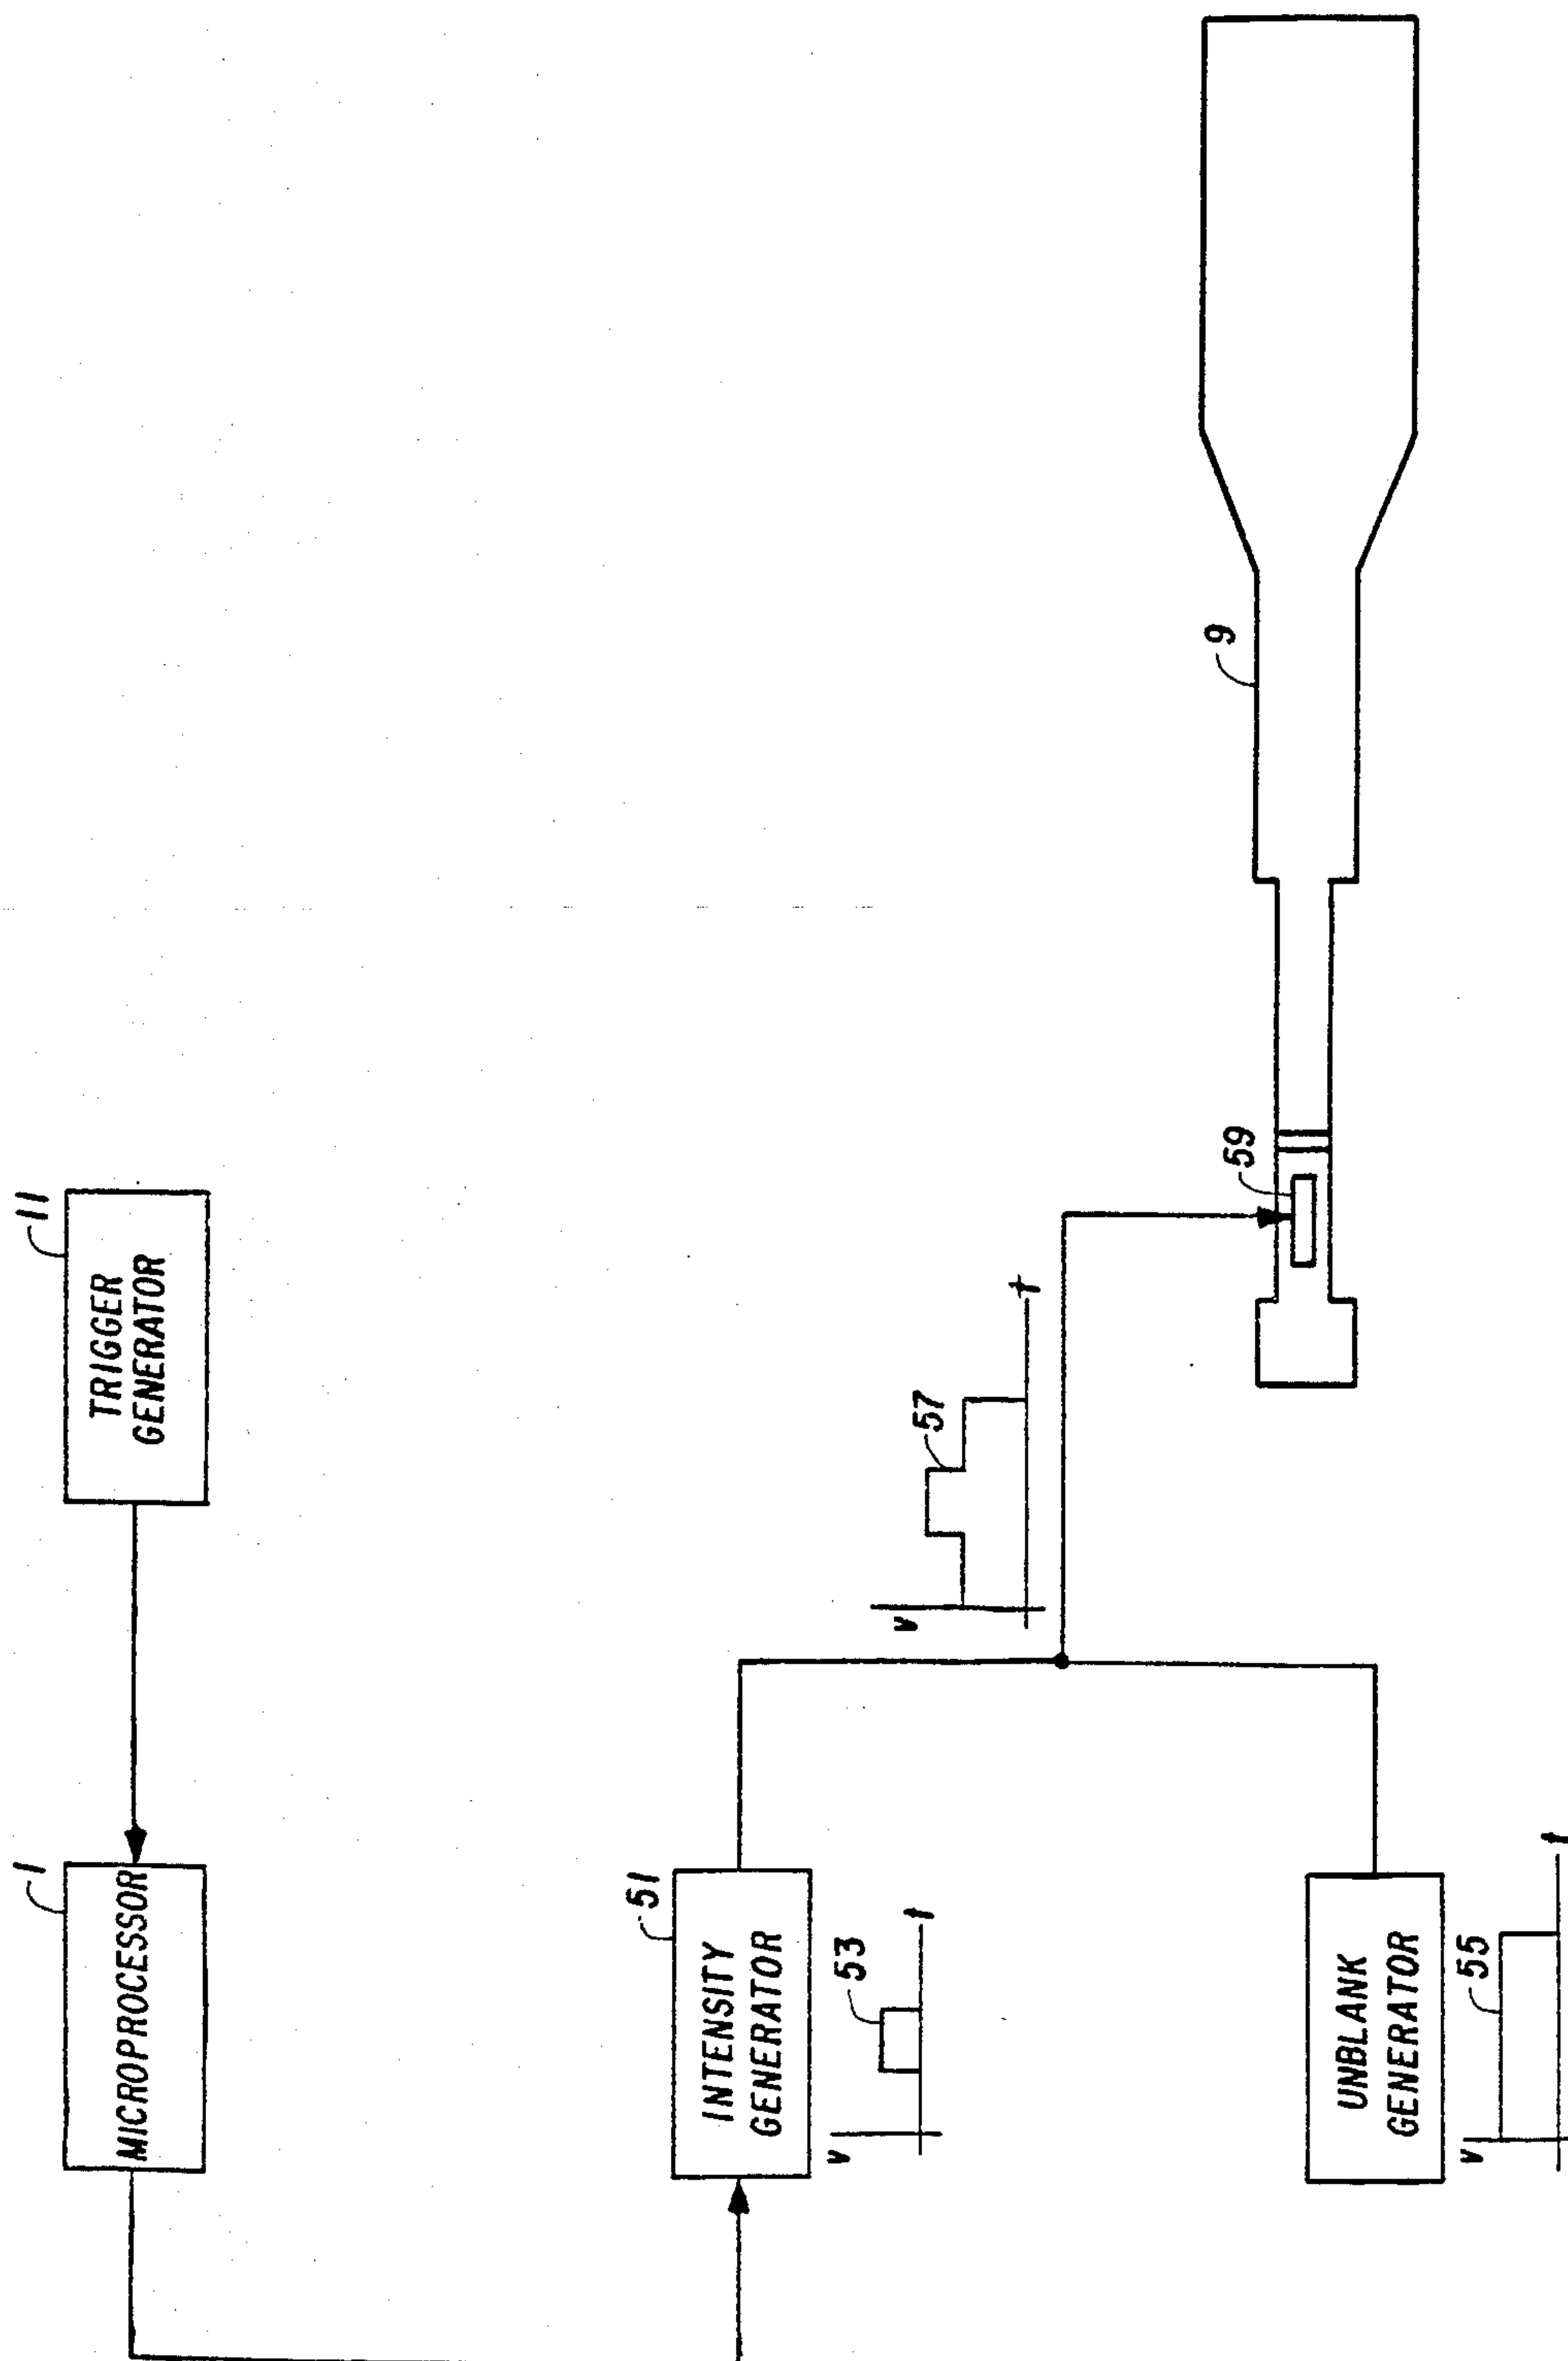 11
TRIGGER
GENERATOR
1
MICROPROCESSOR
51
INTENSITY
GENERATOR
v
53
t
v
57
t
UNBLANK
GENERATOR
v
55
t
59
9